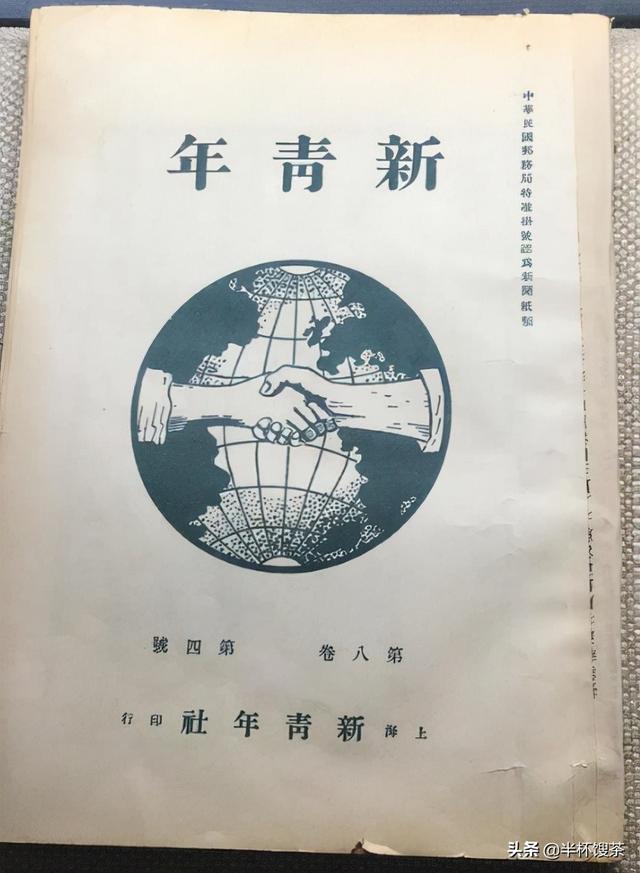 中華民國郵務局特准掛號認爲新聞紙類
新青年
第八卷 第四號
上海新青年社印行
头条 @半杯馊茶